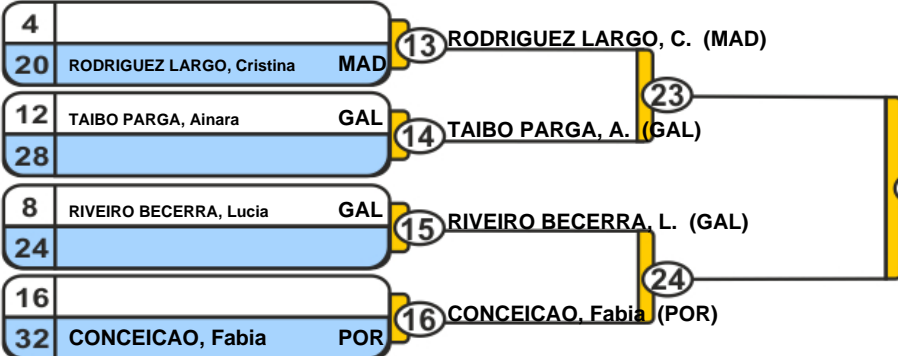 4
20 RODRIGUEZ LARGO, Cristina MAD
13 RODRIGUEZ LARGO, C. (MAD)
23
12 TAIBO PARGA, Ainara GAL
28
14 TAIBO PARGA, A. (GAL)
8 RIVEIRO BECERRA, Lucia GAL
24
15 RIVEIRO BECERRA, L. (GAL)
24
16
32 CONCEICAO, Fabia POR
16 CONCEICAO, Fabia (POR)